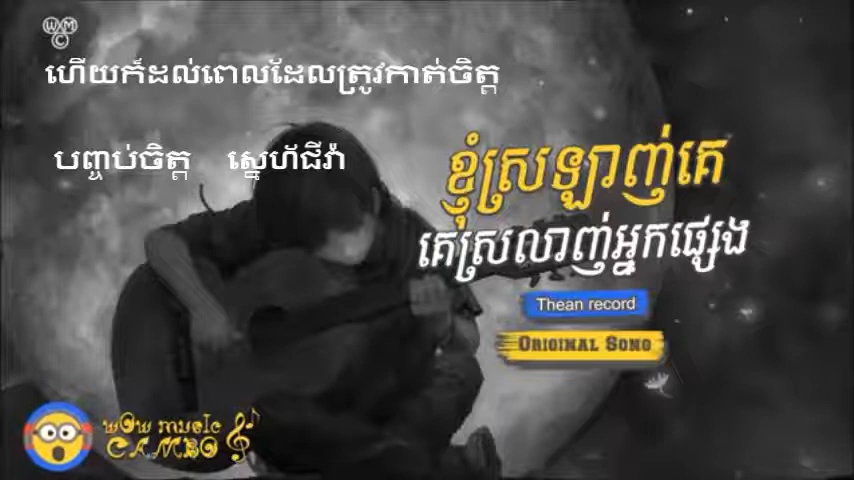 WM
©
ហើយក៏ដល់ពេលដែលត្រូវកាត់ចិត្ត
បញ្ចប់ចិត្ត ស្នេហ៍ជីវ៉ា
ខ្ញុំស្រឡាញ់គេ
គេស្រលាញ់អ្នកផ្សេង
Thean record
ORIGINAL SONG
wOw music
CAMBO